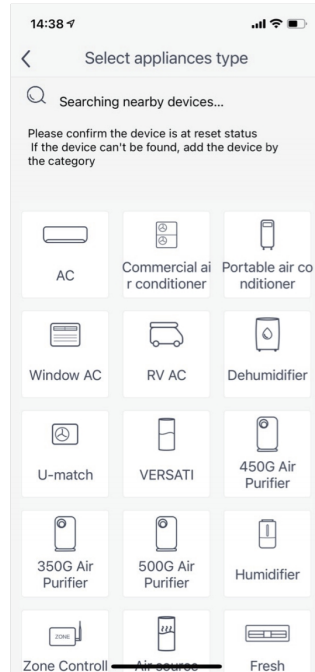 14:38
Select appliances type
Searching nearby devices...
Please confirm the device is at reset status
If the device can't be found, add the device by
the category
AC
Commercial ai
r conditioner
Portable air co
nditioner
Window AC
RV AC
Dehumidifier
U-match
VERSATI
450G Air
Purifier
350G Air
Purifier
500G Air
Purifier
Humidifier
ZONE
Zone Controll
Air source
Fresh